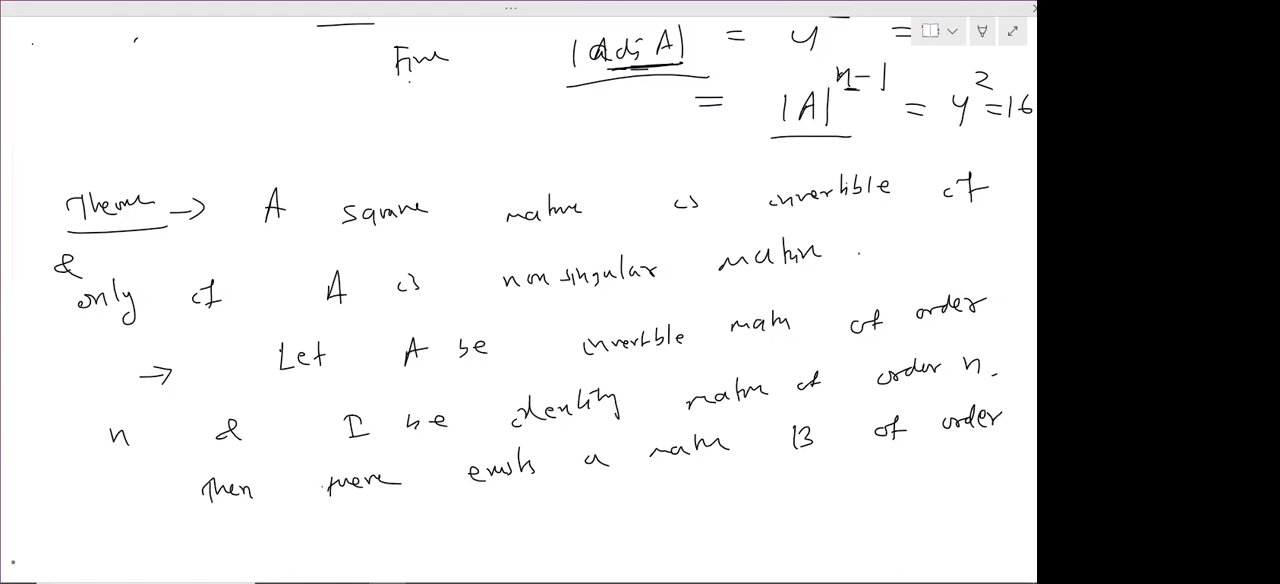 Fine |adj A| = 4 =
= |A|^{n-1} = 4^2 = 16
Theorem → A square matrix is invertible if
& only if A is non singular matrix.
→ Let A be invertible matrix of order
n & I be identity matrix of order n.
Then there exists a matrix B of order